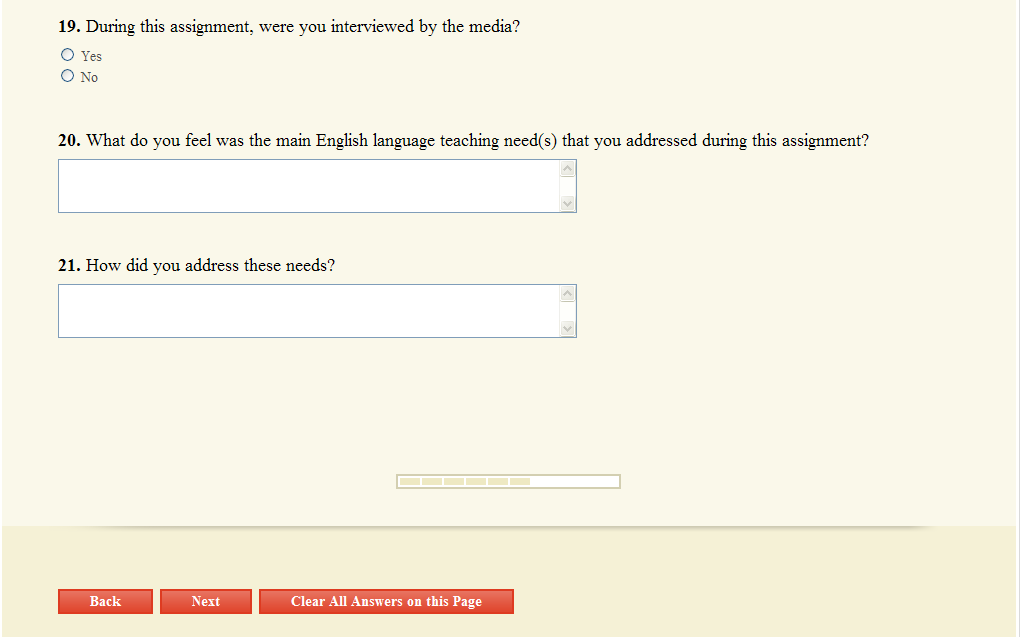 19. During this assignment, were you interviewed by the media?
Yes
No
20. What do you feel was the main English language teaching need(s) that you addressed during this assignment?
21. How did you address these needs?
Back Next Clear All Answers on this Page